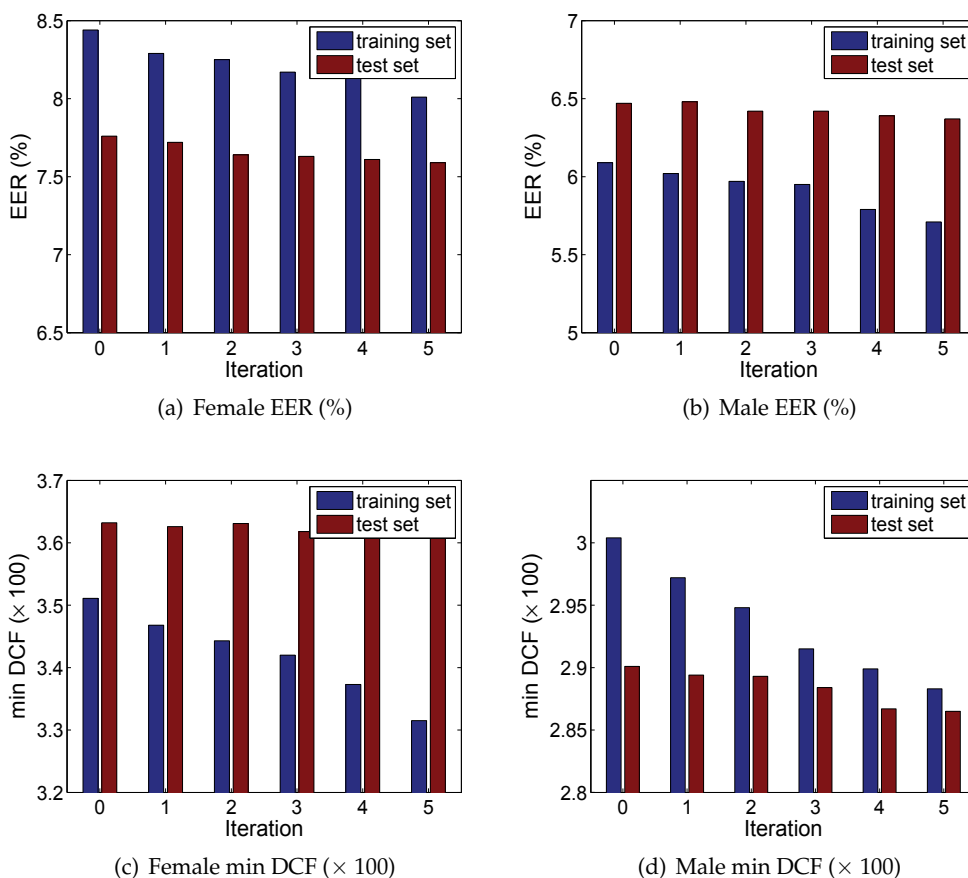 8.5
8
7.5
7
6.5
EER (%)
training set
test set
0 1 2 3 4 5
Iteration
(a) Female EER (%)
7
6.5
6
5.5
5
EER (%)
training set
test set
0 1 2 3 4 5
Iteration
(b) Male EER (%)
3.7
3.6
3.5
3.4
3.3
3.2
min DCF (× 100)
training set
test set
0 1 2 3 4 5
Iteration
(c) Female min DCF (× 100)
3
2.95
2.9
2.85
2.8
min DCF (× 100)
training set
test set
0 1 2 3 4 5
Iteration
(d) Male min DCF (× 100)